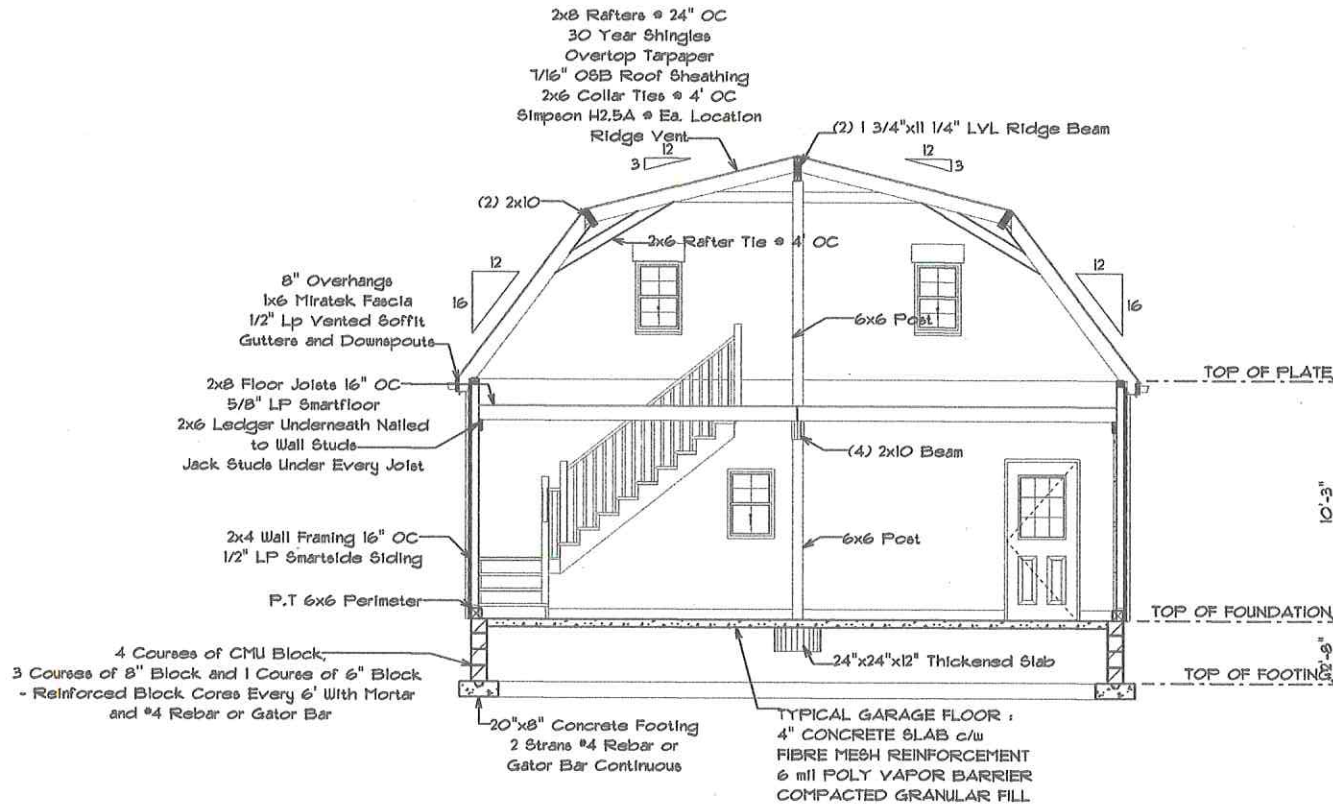 2x8 Rafters @ 24" OC
30 Year Shingles
Overtop Tarpaper
7/16" OSB Roof Sheathing
2x6 Collar Ties @ 4' OC
Simpson H2.5A @ Ea. Location
Ridge Vent
(2) 1 3/4"x11 1/4" LVL Ridge Beam
12
3
12
3
(2) 2x10
2x6 Rafter Tie @ 4' OC
12
16
12
16
8" Overhangs
1x6 Miratek Fascia
1/2" Lp Vented Soffit
Gutters and Downspouts
6x6 Post
TOP OF PLATE
2x8 Floor Joists 16" OC
5/8" LP Smartfloor
2x6 Ledger Underneath Nailed
to Wall Studs
Jack Studs Under Every Joist
(4) 2x10 Beam
10'-3"
2x4 Wall Framing 16" OC
1/2" LP Smartside Siding
6x6 Post
P.T 6x6 Perimeter
TOP OF FOUNDATION
4 Courses of CMU Block,
3 Courses of 8" Block and 1 Course of 6" Block
- Reinforced Block Cores Every 6' With Mortar
and #4 Rebar or Gator Bar
24"x24"x12" Thickened Slab
TOP OF FOOTING
20"x8" Concrete Footing
2 Strans #4 Rebar or
Gator Bar Continuous
TYPICAL GARAGE FLOOR :
4" CONCRETE SLAB c/w
FIBRE MESH REINFORCEMENT
6 mil POLY VAPOR BARRIER
COMPACTED GRANULAR FILL